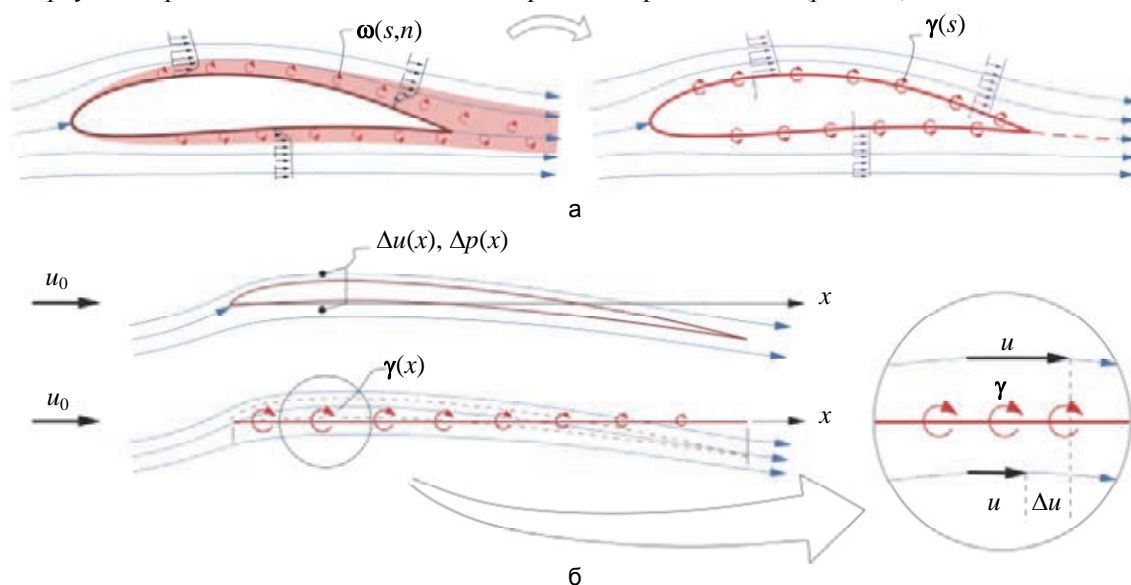 ω(s,n)
γ(s)
а
Δu(x), Δp(x)
u₀
x
γ(x)
u₀
x
u
γ
u
Δu
б